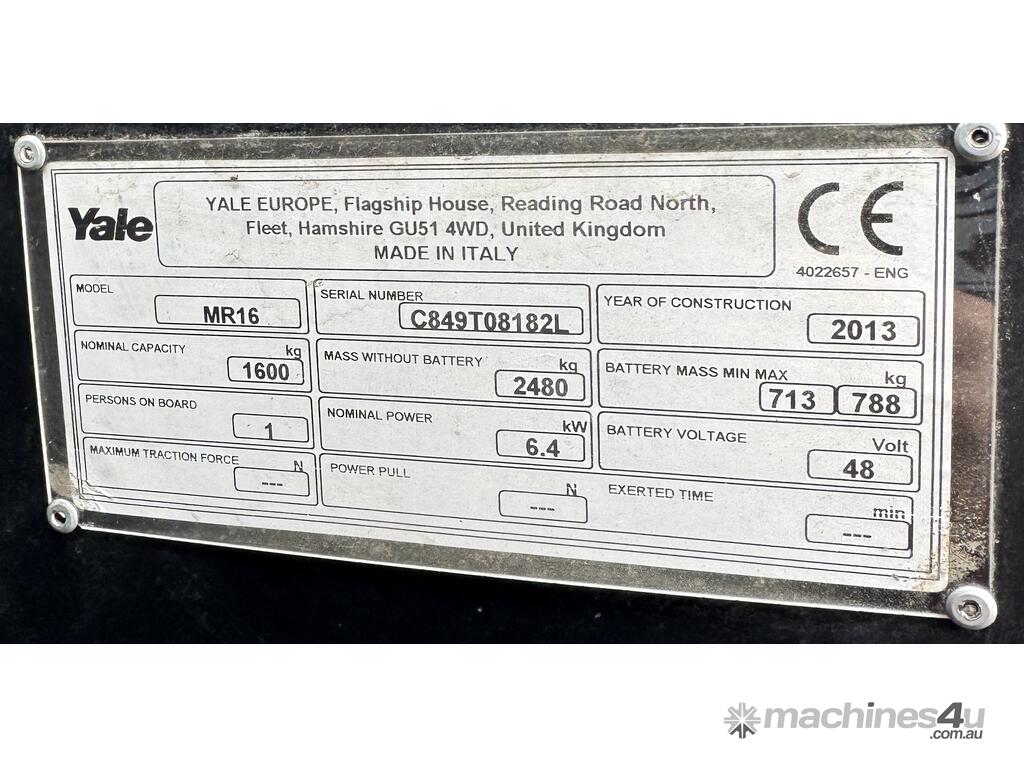 Yale
YALE EUROPE, Flagship House, Reading Road North,
Fleet, Hamshire GU51 4WD, United Kingdom
MADE IN ITALY
CE
4022657 - ENG
MODEL
MR16
SERIAL NUMBER
C849T08182L
YEAR OF CONSTRUCTION
2013
NOMINAL CAPACITY kg
1600
MASS WITHOUT BATTERY kg
2480
BATTERY MASS MIN MAX kg
713 788
PERSONS ON BOARD
1
NOMINAL POWER kW
6.4
BATTERY VOLTAGE Volt
48
MAXIMUM TRACTION FORCE N
---
POWER PULL N
---
EXERTED TIME min
---
machines4u
.com.au